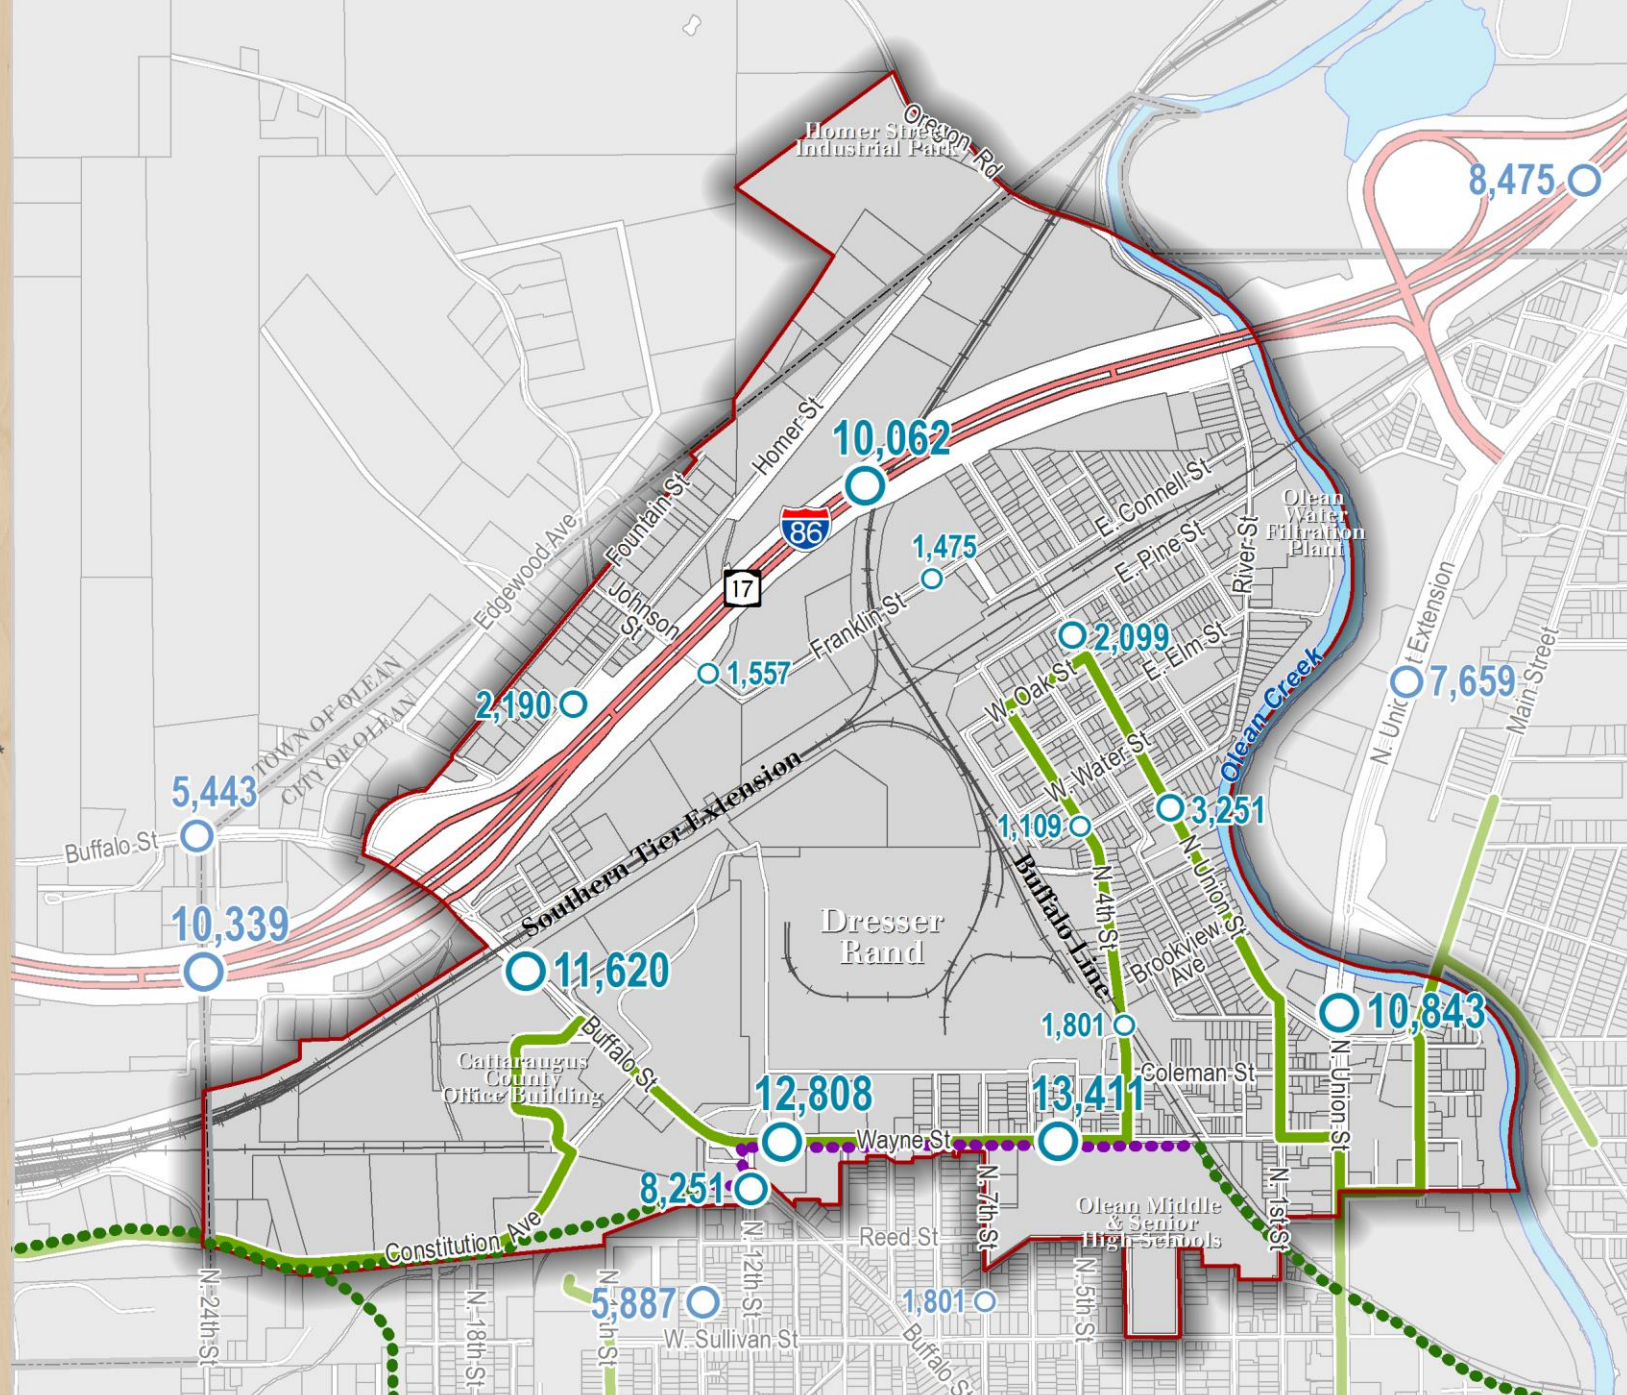 Oregon Rd
Homer Street
Industrial Park
8,475
Homer St
10,062
86
17
Fountain St
Edgewood Ave
Johnson
St
E. Connell St
Olean
Water
Filtration
Plant
1,475
E. Pine St
River St
Franklin St
2,099
E. Elm St
1,557
TOWN OF OLEAN
CITY OF OLEAN
2,190
W. Oak St
Olean Creek
N. Union St Extension
7,659
Main Street
5,443
Buffalo St
Southern Tier Extension
W. Water St
1,109
3,251
10,339
Dresser
Rand
Buffalo Line
N. 4th St
N. Union St
Brookview
Ave
11,620
10,843
1,801
Buffalo St
Cattaraugus
County
Office Building
Coleman St
N. Union St
12,808
13,411
Wayne St
8,251
N. 7th St
N. 1st St
Olean Middle
& Senior
High Schools
Constitution Ave
Reed St
N. 12th St
N. 24th St
N. 18th St
5,887
1,801
N. 5th St
W. Sullivan St
Buffalo St